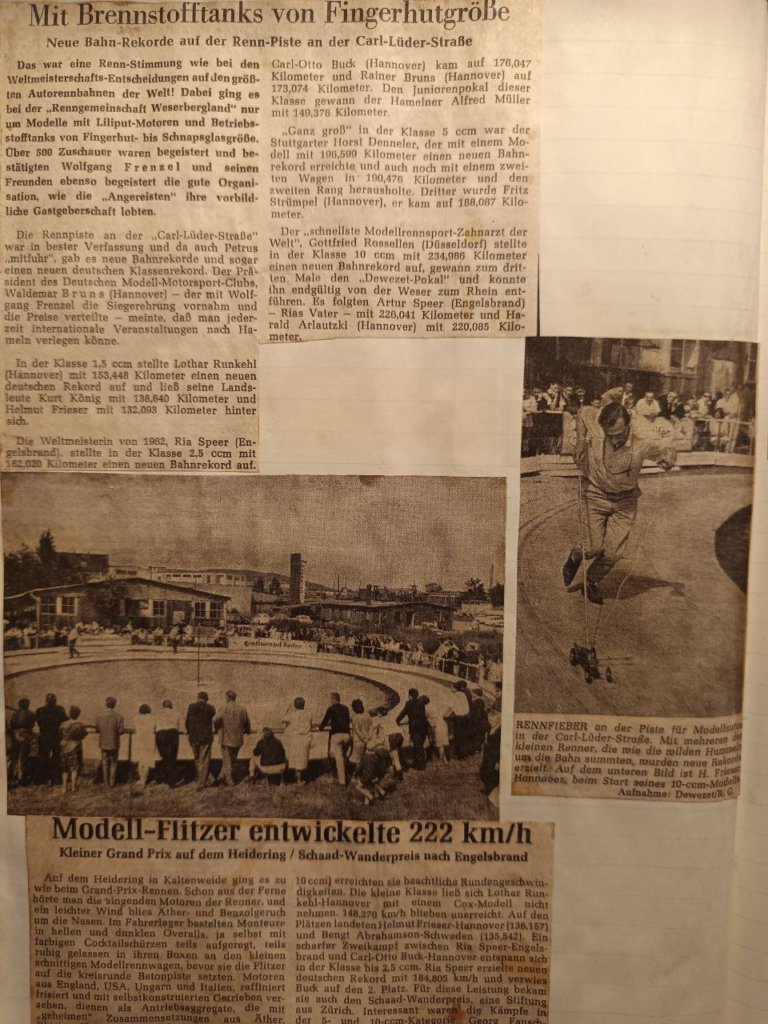 Mit Brennstofftanks von Fingerhutgröße
Neue Bahn-Rekorde auf der Renn-Piste an der Carl-Lüder-Straße
Das war eine Renn-Stimmung wie bei den
Weltmeisterschafts-Entscheidungen auf den größ-
ten Autorennbahnen der Welt! Dabei ging es
bei der „Renngemeinschaft Weserbergland" nur
um Modelle mit Liliput-Motoren und Betriebs-
stofftanks von Fingerhut- bis Schnapsglasgröße.
Über 500 Zuschauer waren begeistert und be-
stätigten Wolfgang Frenzel und seinen
Freunden ebenso begeistert die gute Organi-
sation, wie die „Angereisten" ihre vorbild-
liche Gastgeberschaft lobten.
Die Rennpiste an der „Carl-Lüder-Straße"
war in bester Verfassung und da auch Petrus
„mitfuhr", gab es neue Bahnrekorde und sogar
einen neuen deutschen Klassenrekord. Der Prä-
sident des Deutschen Modell-Motorsport-Clubs,
Waldemar Bruns (Hannover) — der mit Wolf-
gang Frenzel die Siegerehrung vornahm und
die Preise verteilte — meinte, daß man jeder-
zeit internationale Veranstaltungen nach Ha-
meln verlegen könne.
In der Klasse 1,5 ccm stellte Lothar Runkehl
(Hannover) mit 153,448 Kilometer einen neuen
deutschen Rekord auf und ließ seine Lands-
leute Kurt König mit 138,640 Kilometer und
Helmut Frieser mit 132,093 Kilometer hinter
sich.
Die Weltmeisterin von 1962, Ria Speer (En-
gelsbrand), stellte in der Klasse 2,5 ccm mit
182,020 Kilometer einen neuen Bahnrekord auf.
Carl-Otto Buck (Hannover) kam auf 176,047
Kilometer und Rainer Bruns (Hannover) auf
173,074 Kilometer. Den Juniorenpokal dieser
Klasse gewann der Hamelner Alfred Müller
mit 149,378 Kilometer.
„Ganz groß" in der Klasse 5 ccm war der
Stuttgarter Horst Denneler, der mit einem Mo-
dell mit 190,599 Kilometer einen neuen Bahn-
rekord erreichte und auch noch mit einem zwei-
ten Wagen in 190,476 Kilometer und den
zweiten Rang herausholte. Dritter wurde Fritz
Strümpel (Hannover), er kam auf 188,087 Kilo-
meter.
Der „schnellste Modellrennsport-Zahnarzt der
Welt", Gottfried Rossellen (Düsseldorf) stellte
in der Klasse 10 ccm mit 234,986 Kilometer
einen neuen Bahnrekord auf, gewann zum drit-
ten Male den „Dewezet-Pokal" und konnte
ihn endgültig von der Weser zum Rhein ent-
führen. Es folgten Artur Speer (Engelsbrand)
— Rias Vater — mit 226,041 Kilometer und Ha-
rald Arlautzki (Hannover) mit 220,085 Kilo-
meter.
Continental Reifen
RENNFIEBER an der Piste für Modellautos
in der Carl-Lüder-Straße. Mit mehreren
kleinen Renner, die wie die wilden Hummeln
um die Bahn summten, wurden neue Rekorde
erzielt. Auf dem unteren Bild ist H. Frieser
Hannover, beim Start seines 10-ccm-Modells
Aufnahme: Dewezet/R. G.
Modell-Flitzer entwickelte 222 km/h
Kleiner Grand Prix auf dem Heidering / Schaad-Wanderpreis nach Engelsbrand
Auf dem Heidering in Kaltenweide ging es zu
wie beim Grand-Prix-Rennen. Schon aus der Ferne
hörte man die singenden Motoren der Renner, und
ein leichter Wind blies Äther- und Benzolgeruch
um die Nasen. Im Fahrerlager bastelten Monteure
in hellen und dunklen Overalls, ja selbst mit
farbigen Cocktailschürzen teils aufgeregt, teils
ruhig gelassen in ihren Boxen an den kleinen
schnittigen Modellrennwagen, bevor sie die Flitzer
auf die kreisrunde Betonpiste setzten. Motoren
aus England, USA, Ungarn und Italien, raffiniert
frisiert und mit selbstkonstruierten Getrieben ver-
sehen, dienen als Antriebsaggregate, die mit
„geheimen" Zusammensetzungen aus Äther,
10 ccm) erreichten sie beachtliche Rundengeschwin-
digkeiten. Die kleine Klasse ließ sich Lothar Run-
kehl-Hannover mit einem Cox-Modell nicht
nehmen. 148,270 km/h blieben unerreicht. Auf den
Plätzen landeten Helmut Frieser-Hannover (136,157)
und Bengt Abrahamson-Schweden (135,542). Ein
scharfer Zweikampf zwischen Ria Speer-Engels-
brand und Carl-Otto Buck-Hannover entspann sich
in der Klasse bis 2,5 ccm. Ria Speer erzielte neuen
deutschen Rekord mit 184,805 km/h und verwies
Buck auf den 2. Platz. Für diese Leistung bekam
sie auch den Schaad-Wanderpreis, eine Stiftung
aus Zürich. Interessant waren die Kämpfe in
der 5- und 10-ccm-Kategorie. Georg